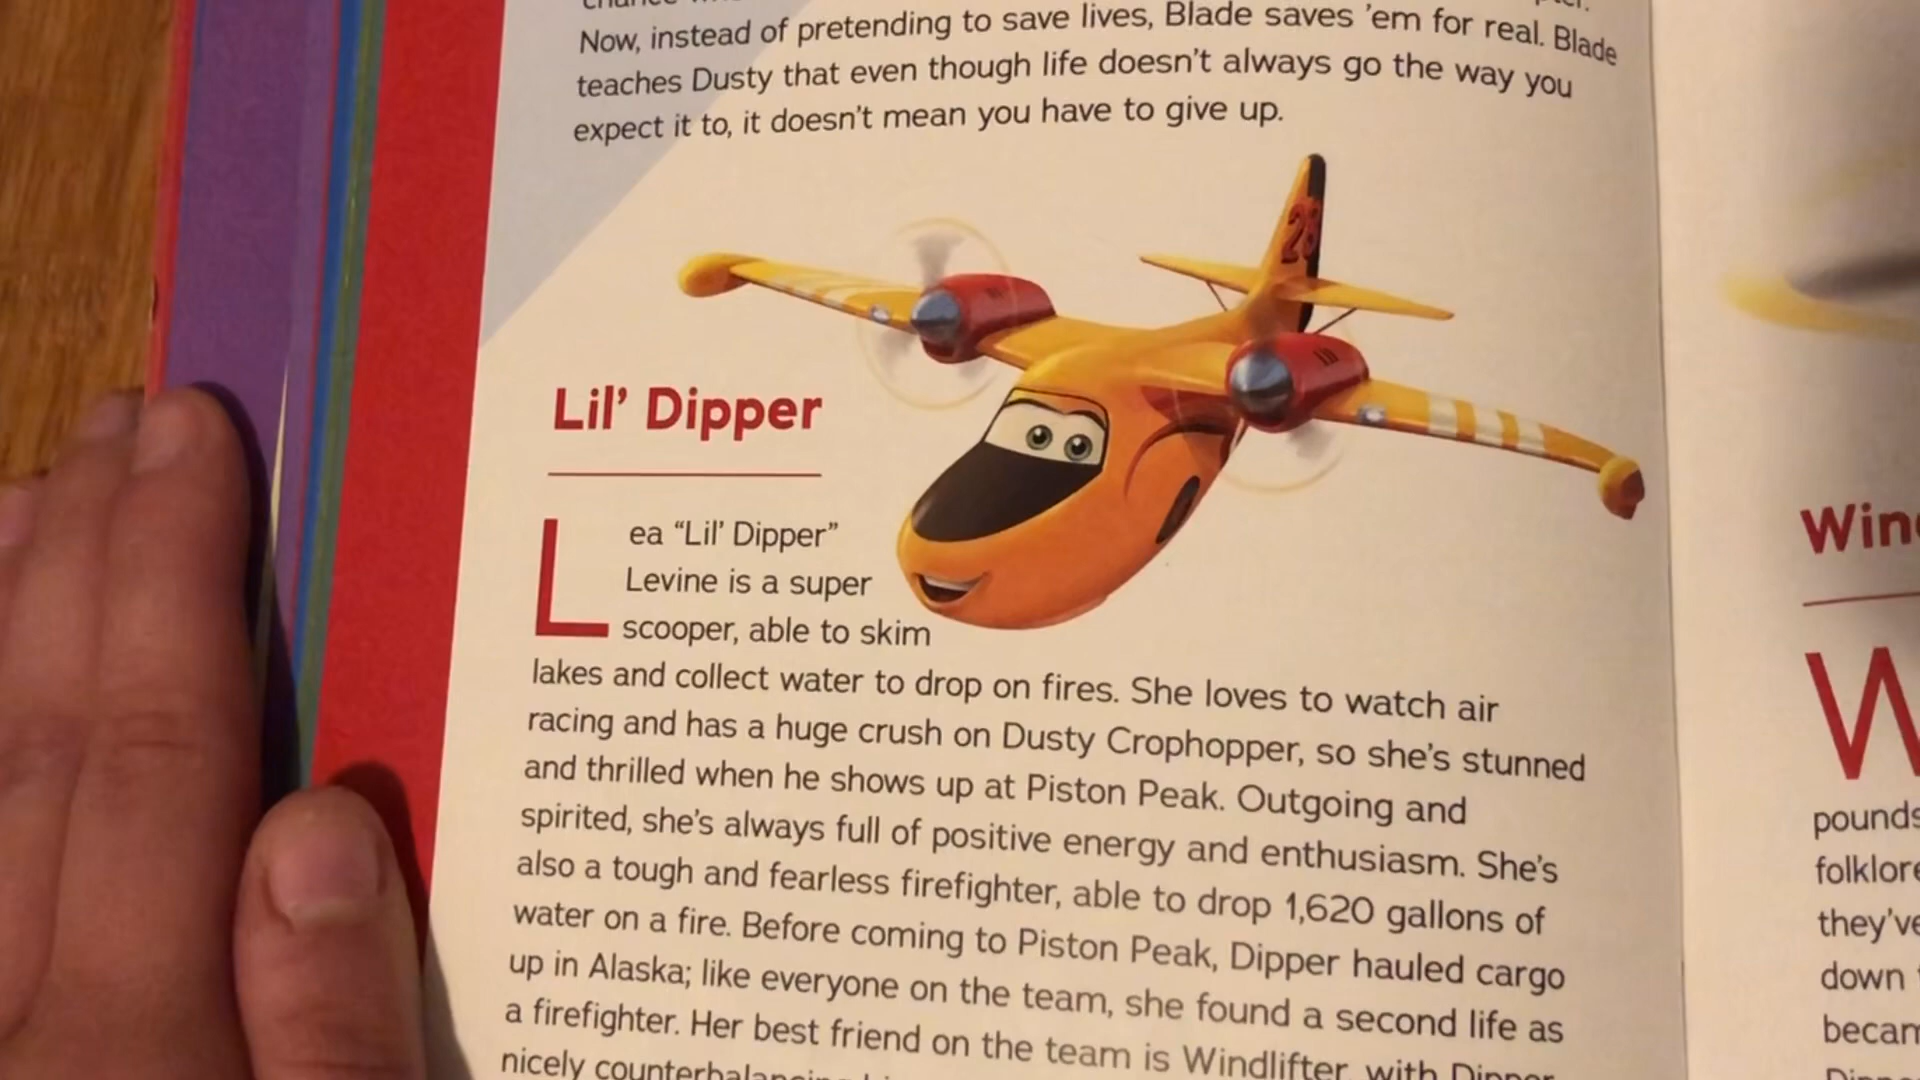 Now, instead of pretending to save lives, Blade saves 'em for real. Blade
teaches Dusty that even though life doesn't always go the way you
expect it to, it doesn't mean you have to give up.
28
Lil' Dipper
Lea “Lil' Dipper”
Levine is a super
scooper, able to skim
lakes and collect water to drop on fires. She loves to watch air
racing and has a huge crush on Dusty Crophopper, so she's stunned
and thrilled when he shows up at Piston Peak. Outgoing and
spirited, she's always full of positive energy and enthusiasm. She's
also a tough and fearless firefighter, able to drop 1,620 gallons of
water on a fire. Before coming to Piston Peak, Dipper hauled cargo
up in Alaska; like everyone on the team, she found a second life as
a firefighter. Her best friend on the team is Windlifter, with Dipper
nicely
pounds
folklore
they've
down